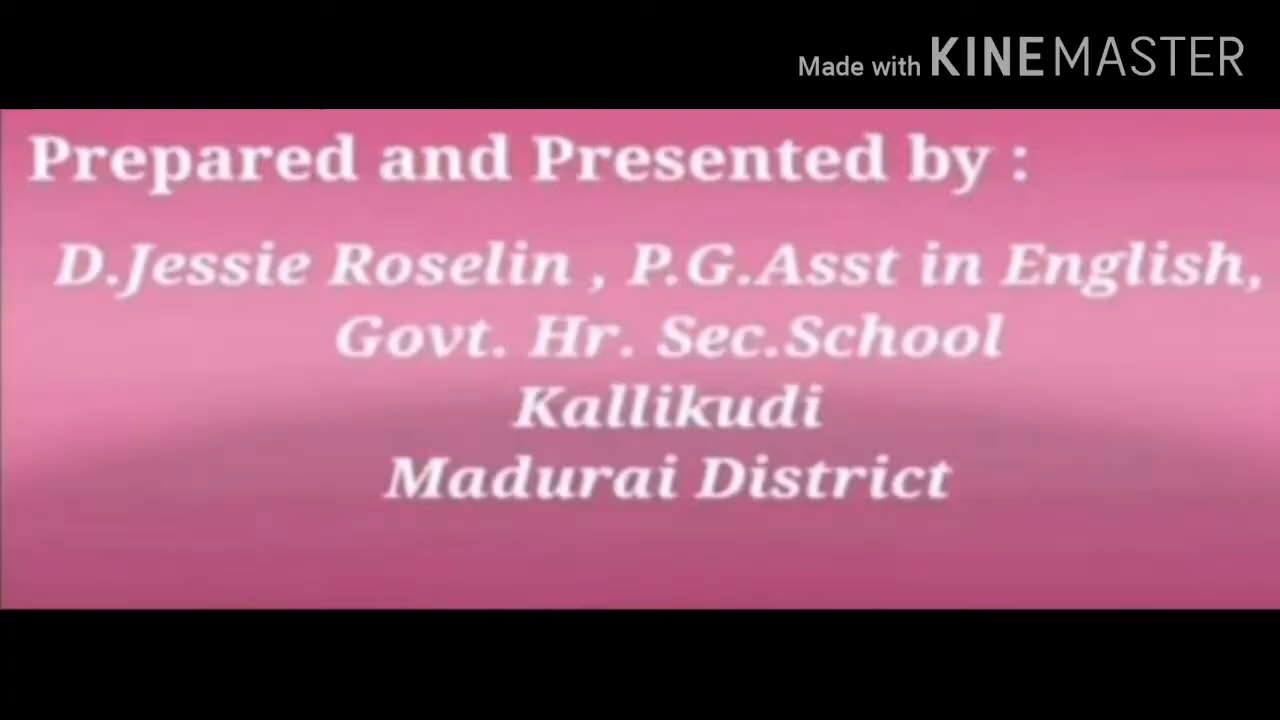 Made with KINEMASTER
Prepared and Presented by :
D.Jessie Roselin , P.G.Asst in English,
Govt. Hr. Sec.School
Kallikudi
Madurai District